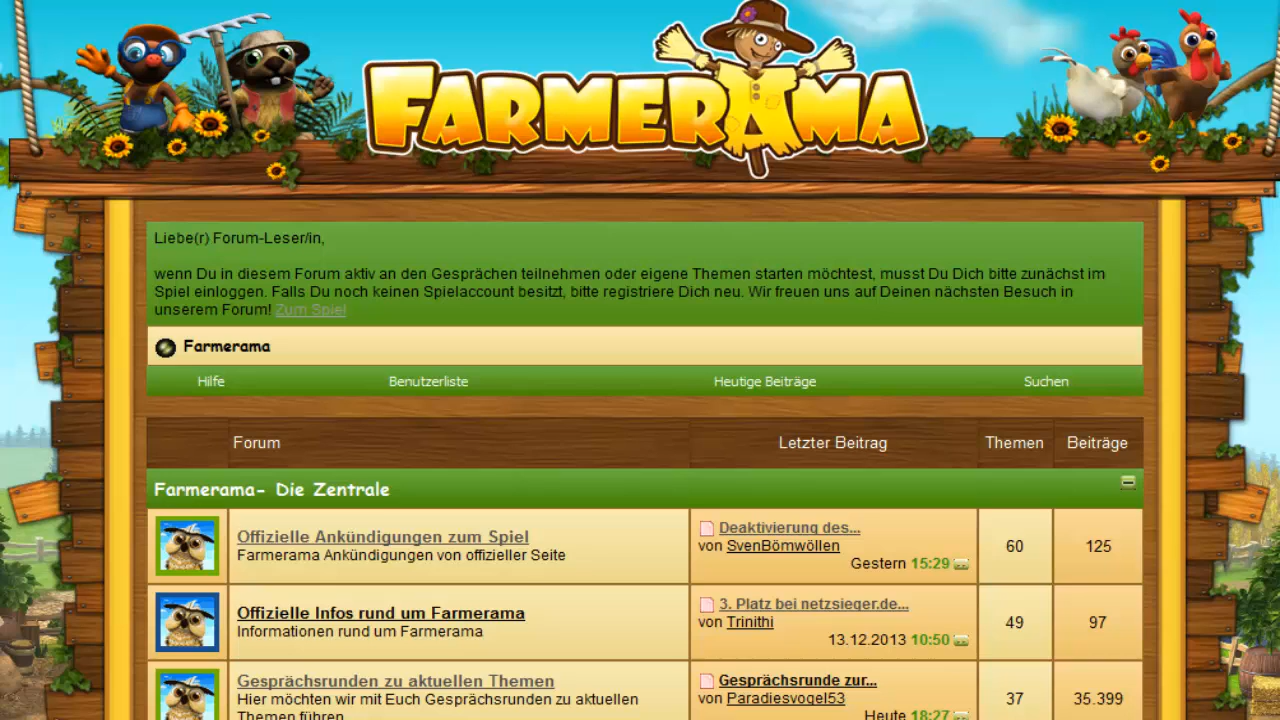 FARMERAMA
Liebe(r) Forum-Leser/in,
wenn Du in diesem Forum aktiv an den Gesprächen teilnehmen oder eigene Themen starten möchtest, musst Du Dich bitte zunächst im
Spiel einloggen. Falls Du noch keinen Spielaccount besitzt, bitte registriere Dich neu. Wir freuen uns auf Deinen nächsten Besuch in
unserem Forum! Zum Spiel
Farmerama
Hilfe Benutzerliste Heutige Beiträge Suchen
Forum Letzter Beitrag Themen Beiträge
Farmerama- Die Zentrale
Offizielle Ankündigungen zum Spiel
Farmerama Ankündigungen von offizieller Seite
Deaktivierung des...
von SvenBömwöllen
Gestern 15:29
60 125
Offizielle Infos rund um Farmerama
Informationen rund um Farmerama
3. Platz bei netzsieger.de...
von Trinithi
13.12.2013 10:50
49 97
Gesprächsrunden zu aktuellen Themen
Hier möchten wir mit Euch Gesprächsrunden zu aktuellen
Themen führen
Gesprächsrunde zur...
von Paradiesvogel53
Heute 18:27
37 35.399